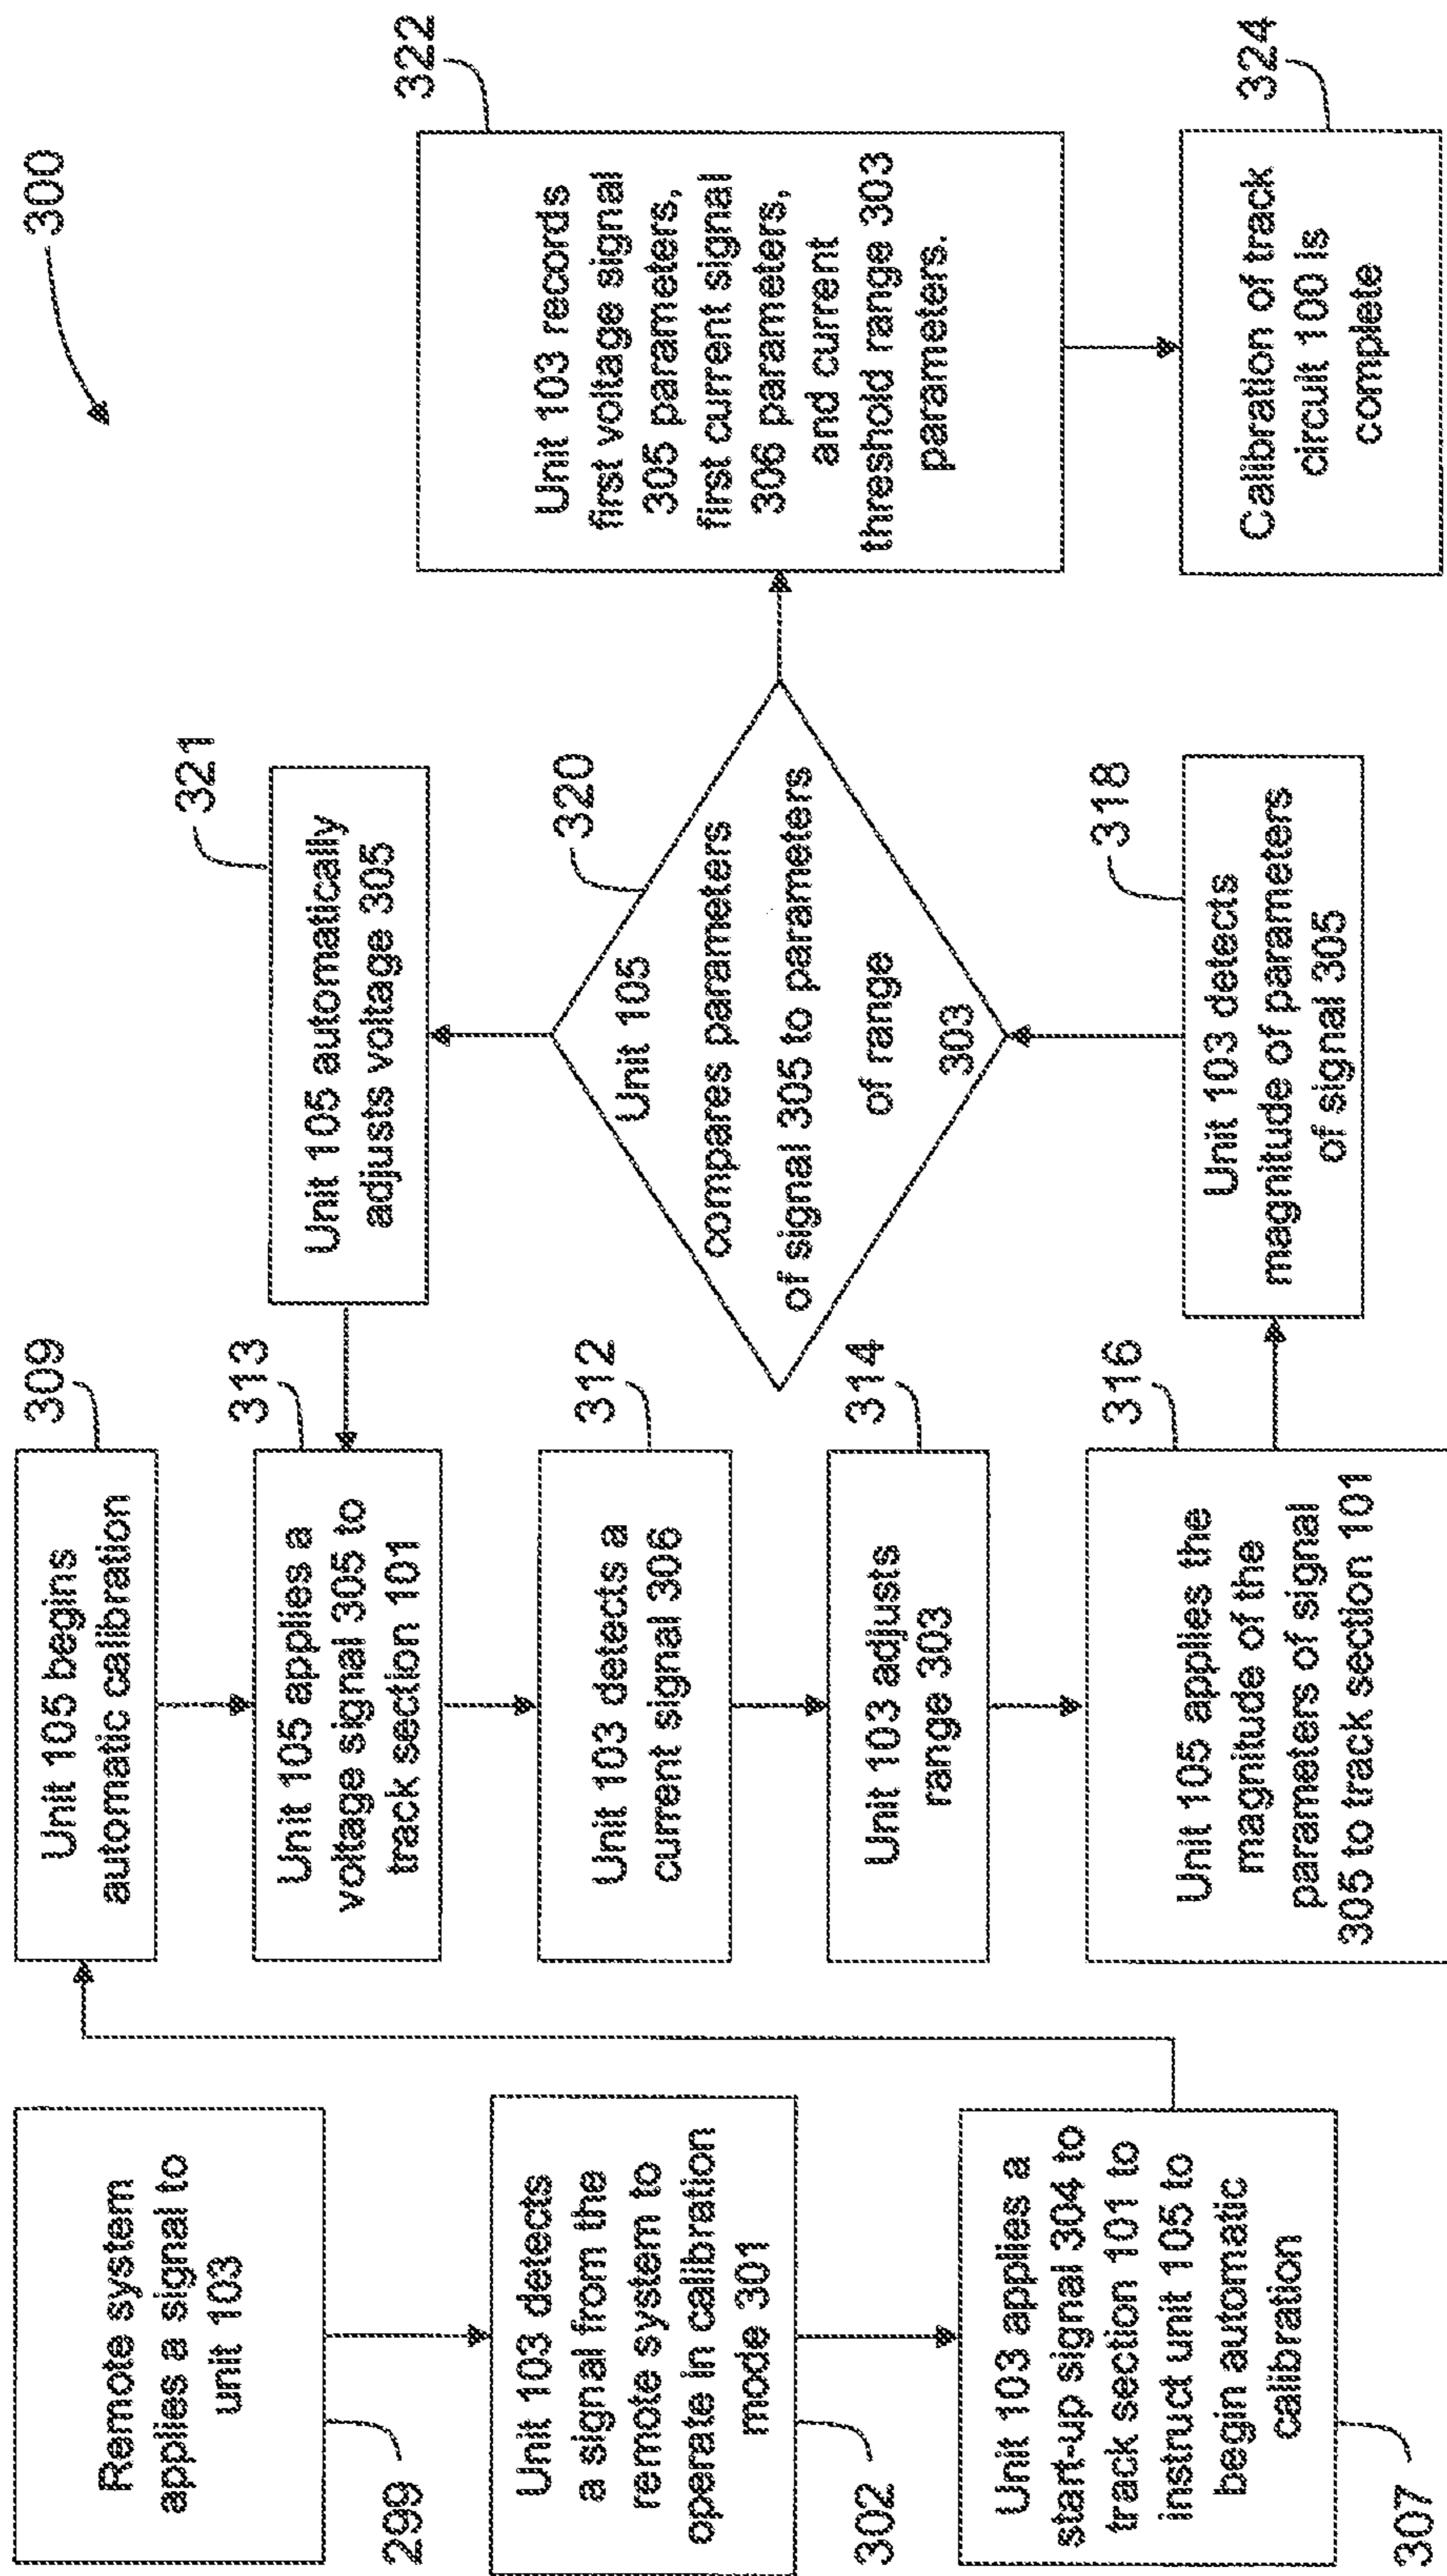 300
Remote system
applies a signal to
unit 103
299
Unit 103 detects
a signal from the
remote system to
operate in calibration
mode 301
302
Unit 103 applies a
start-up signal 304 to
track section 101 to
instruct unit 105 to
begin automatic
calibration
307
Unit 105 begins
automatic calibration
309
Unit 105 applies a
voltage signal 305 to
track section 101
313
Unit 103 detects a
current signal 306
312
Unit 103 adjusts
range 303
314
Unit 105 applies the
magnitude of the
parameters of signal
305 to track section 101
316
Unit 103 detects
magnitude of parameters
of signal 305
318
Unit 105
compares parameters
of signal 305 to parameters
of range
303
320
Unit 105 automatically
adjusts voltage 305
321
Unit 103 records
first voltage signal
305 parameters,
first current signal
306 parameters,
and current
threshold range 303
parameters.
322
Calibration of track
circuit 100 is
complete
324